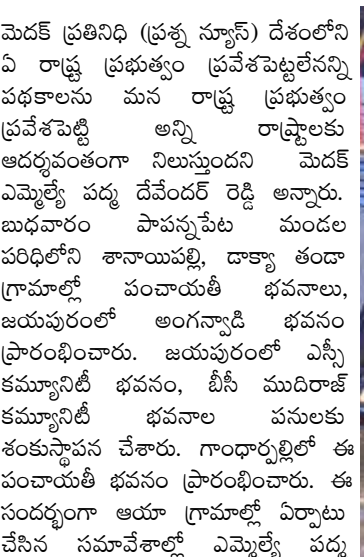 మెదక్ ప్రతినిధి (ప్రశ్న న్యూస్) దేశంలోని
ఏ రాష్ట్ర ప్రభుత్వం ప్రవేశపెట్టలేనన్ని
పథకాలను మన రాష్ట్ర ప్రభుత్వం
ప్రవేశపెట్టి అన్ని రాష్ట్రాలకు
ఆదర్శవంతంగా నిలుస్తుందని మెదక్
ఎమ్మెల్యే పద్మ దేవేందర్ రెడ్డి అన్నారు.
బుధవారం పాపన్నపేట మండల
పరిధిలోని శానాయిపల్లి, డాక్యా తండా
గ్రామాల్లో పంచాయతీ భవనాలు,
జయపురంలో అంగన్వాడి భవనం
ప్రారంభించారు. జయపురంలో ఎస్సీ
కమ్యూనిటీ భవనం, బీసీ ముదిరాజ్
కమ్యూనిటీ భవనాల పనులకు
శంకుస్థాపన చేశారు. గాంధార్పల్లిలో ఈ
పంచాయతీ భవనం ప్రారంభించారు. ఈ
సందర్భంగా ఆయా గ్రామాల్లో ఏర్పాటు
చేసిన సమావేశాల్లో ఎమ్మెల్యే పద్మ